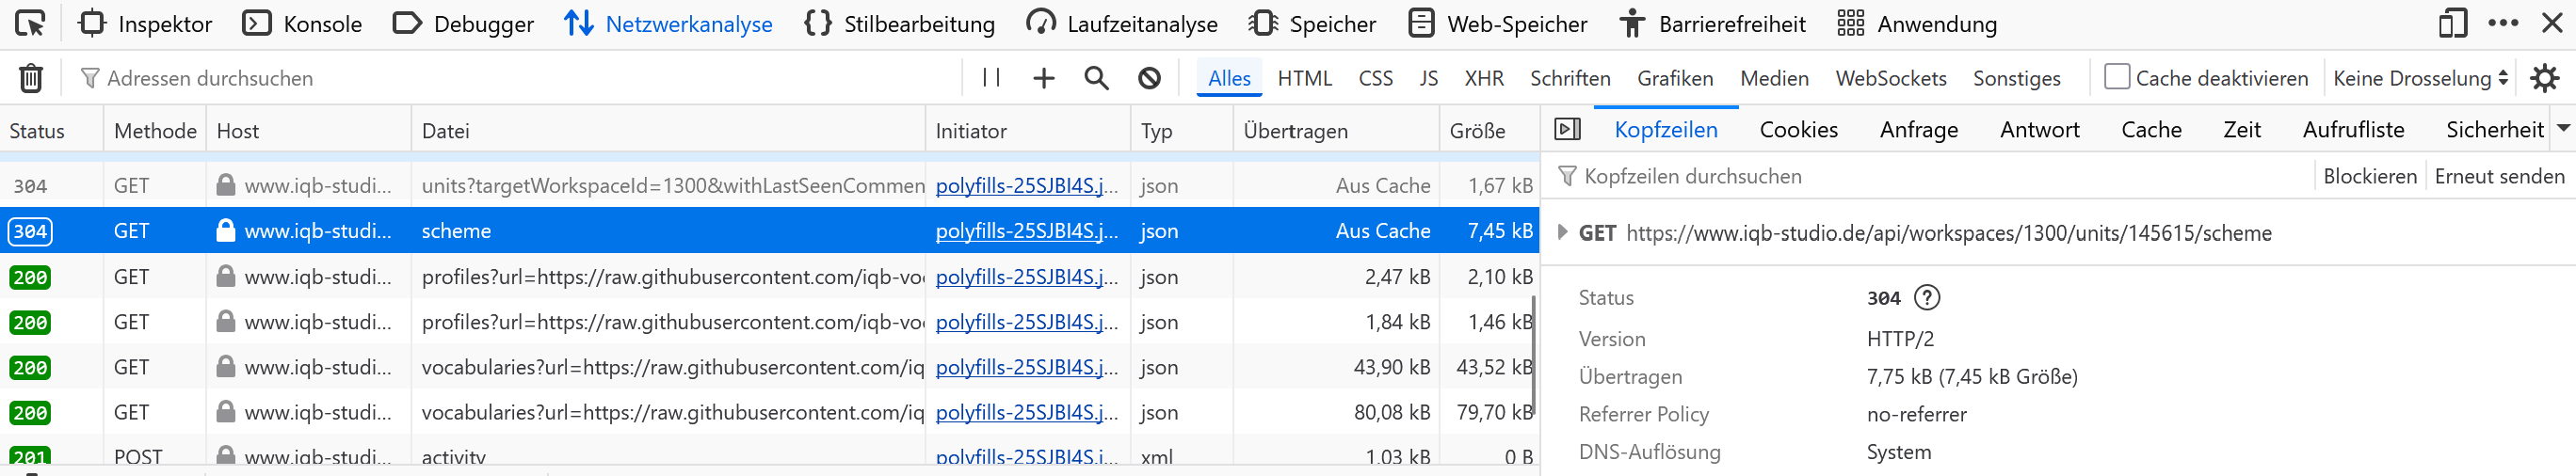 Inspektor Konsole Debugger Netzwerkanalyse Stilbearbeitung Laufzeitanalyse Speicher Web-Speicher Barrierefreiheit Anwendung
Adressen durchsuchen Alles HTML CSS JS XHR Schriften Grafiken Medien WebSockets Sonstiges Cache deaktivieren Keine Drosselung
Status Methode Host Datei Initiator Typ Übertragen Größe
304 GET www.iqb-studi... units?targetWorkspaceId=1300&withLastSeenCommen polyfills-25SJBI4S.j... json Aus Cache 1,67 kB
304 GET www.iqb-studi... scheme polyfills-25SJBI4S.j... json Aus Cache 7,45 kB
200 GET www.iqb-studi... profiles?url=https://raw.githubusercontent.com/iqb-voc polyfills-25SJBI4S.j... json 2,47 kB 2,10 kB
200 GET www.iqb-studi... profiles?url=https://raw.githubusercontent.com/iqb-voc polyfills-25SJBI4S.j... json 1,84 kB 1,46 kB
200 GET www.iqb-studi... vocabularies?url=https://raw.githubusercontent.com/iq polyfills-25SJBI4S.j... json 43,90 kB 43,52 kB
200 GET www.iqb-studi... vocabularies?url=https://raw.githubusercontent.com/iq polyfills-25SJBI4S.j... json 80,08 kB 79,70 kB
201 POST www.iqb-studi... activity polyfills-25SJBI4S.j... xml 1,03 kB 0 B
Kopfzeilen Cookies Anfrage Antwort Cache Zeit Aufrufliste Sicherheit
Kopfzeilen durchsuchen Blockieren Erneut senden
GET https://www.iqb-studio.de/api/workspaces/1300/units/145615/scheme
Status 304 ?
Version HTTP/2
Übertragen 7,75 kB (7,45 kB Größe)
Referrer Policy no-referrer
DNS-Auflösung System